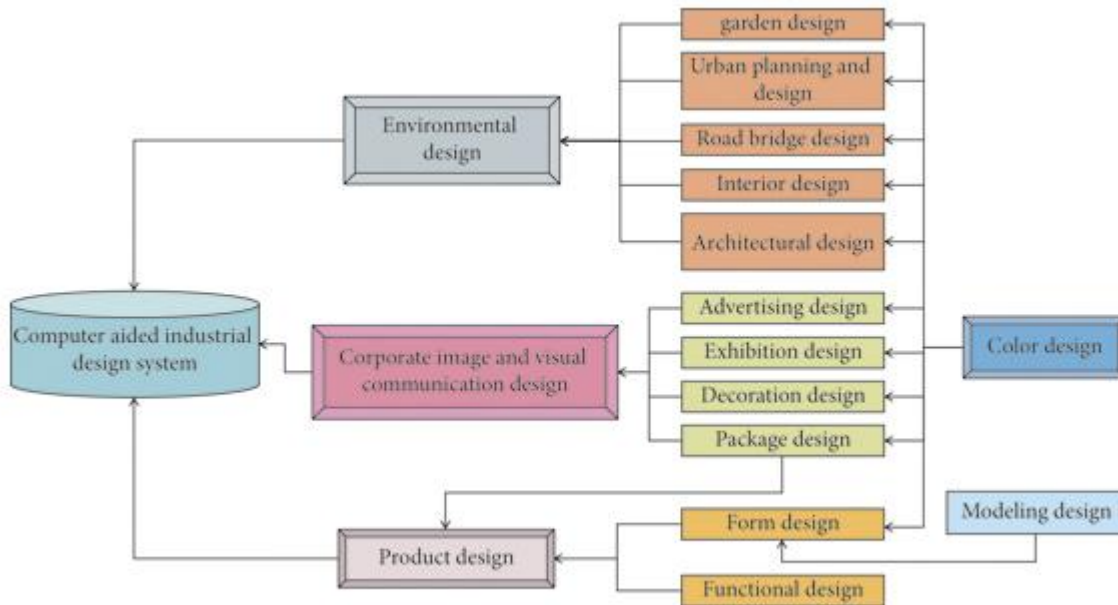 garden design
Urban planning and
design
Road bridge design
Interior design
Architectural design
Environmental
design
Advertising design
Exhibition design
Decoration design
Package design
Computer aided industrial
design system
Corporate image and visual
communication design
Color design
Modeling design
Form design
Product design
Functional design